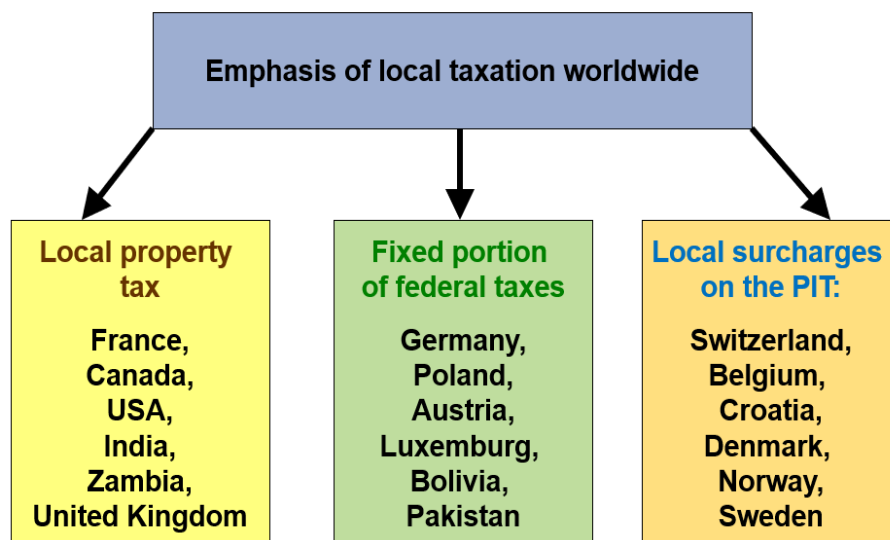 Emphasis of local taxation worldwide
Local property
tax
France,
Canada,
USA,
India,
Zambia,
United Kingdom
Fixed portion
of federal taxes
Germany,
Poland,
Austria,
Luxemburg,
Bolivia,
Pakistan
Local surcharges
on the PIT:
Switzerland,
Belgium,
Croatia,
Denmark,
Norway,
Sweden